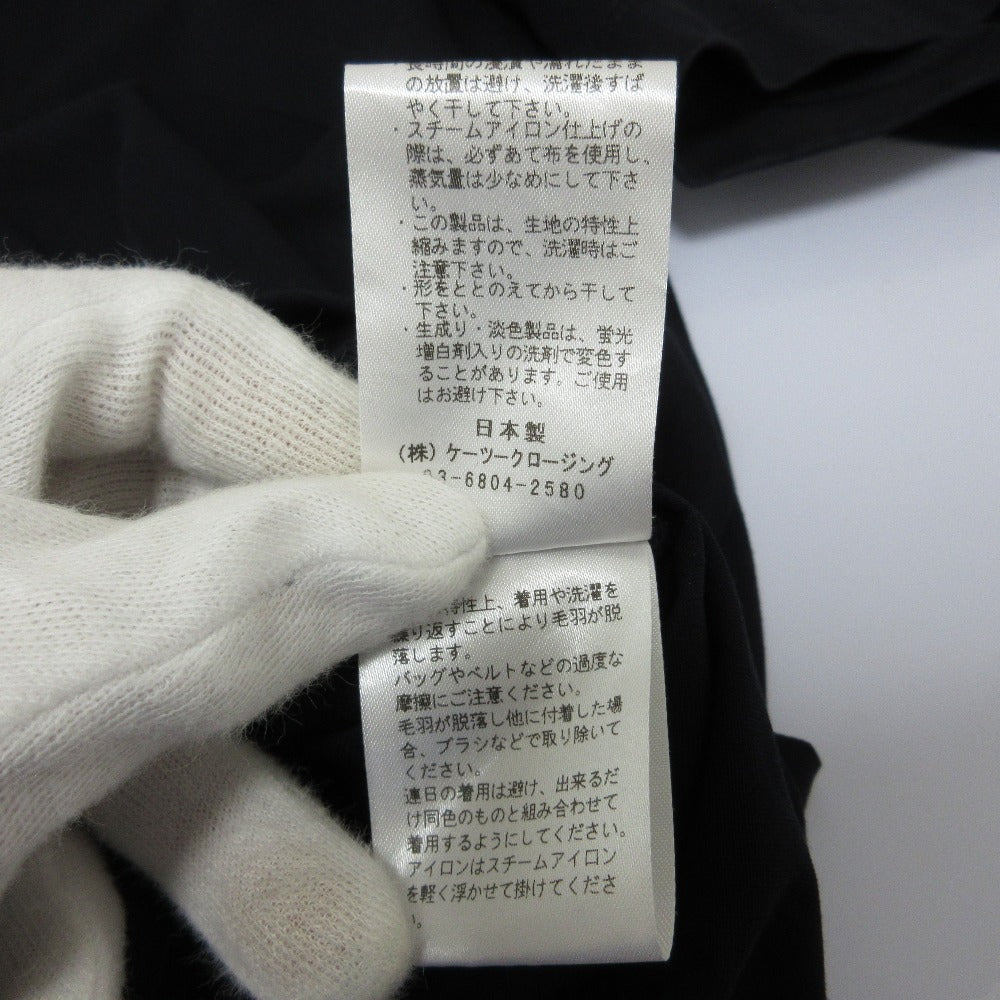 長時間の浸漬や濡れたまま
の放置は避け、洗濯後すば
やく干して下さい。
・スチームアイロン仕上げの
際は、必ずあて布を使用し、
蒸気量は少なめにして下さ
い。
・この製品は、生地の特性上
縮みますので、洗濯時はご
注意下さい。
・形をととのえてから干して
下さい。
・生成り・淡色製品は、蛍光
増白剤入りの洗剤で変色す
ることがあります。ご使用
はお避け下さい。
日本製
(株)ケーツークロージング
3-6804-2580
特性上、着用や洗濯を
繰り返すことにより毛羽が脱
落します。
バッグやベルトなどの過度な
摩擦にご注意ください。
毛羽が脱落し他に付着した場
合、ブラシなどで取り除いて
ください。
連日の着用は避け、出来るだ
け同色のものと組み合わせて
着用するようにしてください。
アイロンはスチームアイロン
を軽く浮かせて掛けてくださ
い。